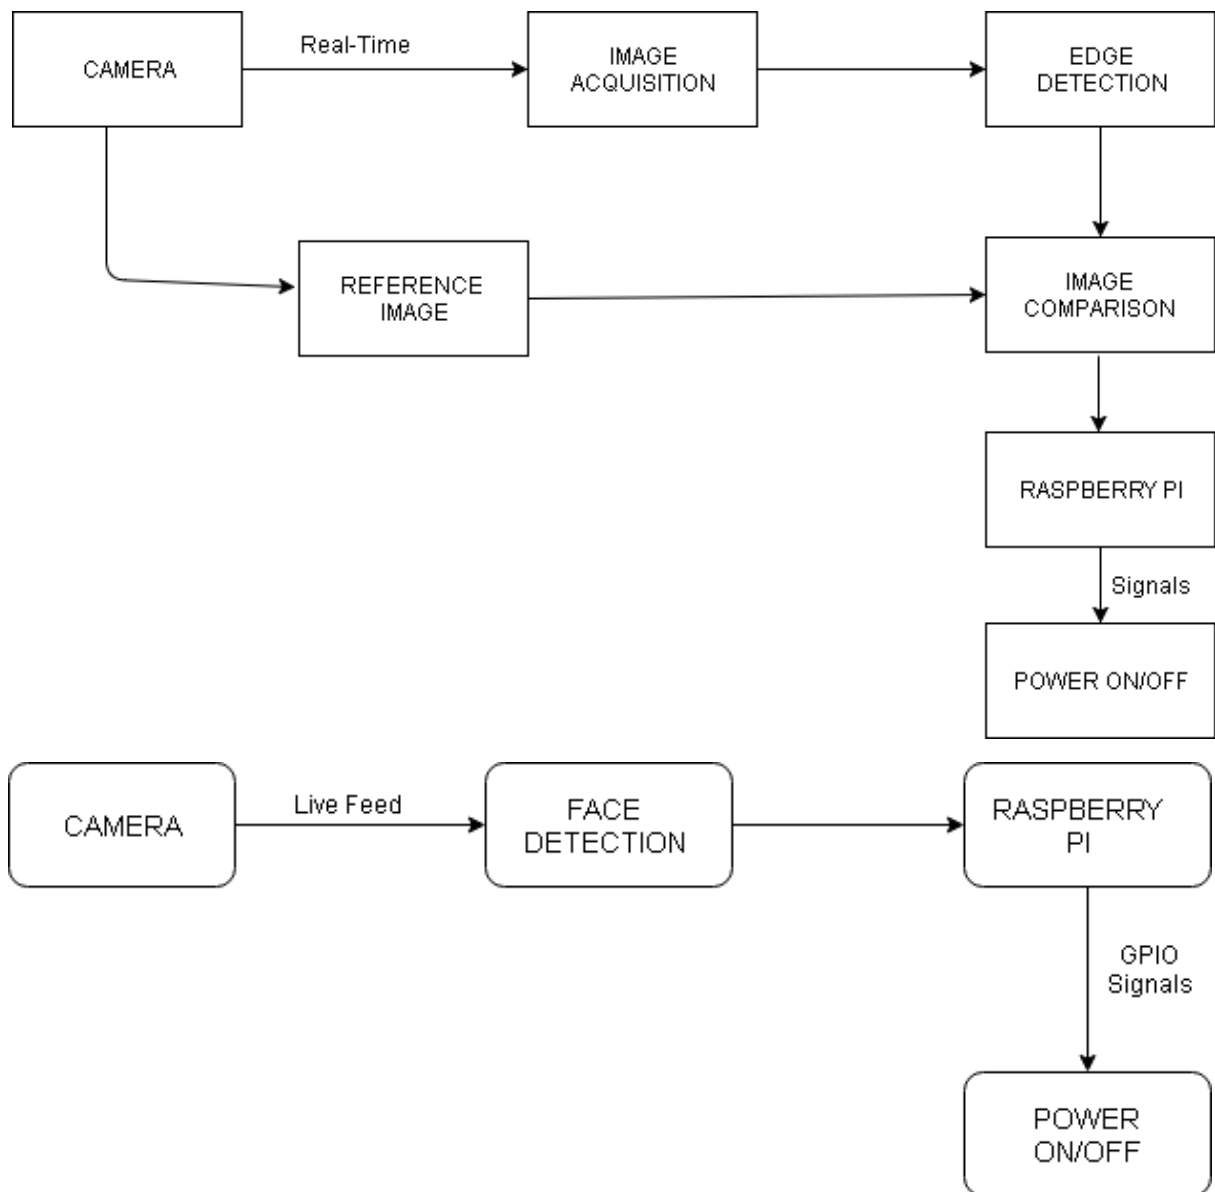 CAMERA
Real-Time
IMAGE
ACQUISITION
EDGE
DETECTION
REFERENCE
IMAGE
IMAGE
COMPARISON
RASPBERRY PI
Signals
POWER ON/OFF
CAMERA
Live Feed
FACE
DETECTION
RASPBERRY
PI
GPIO
Signals
POWER
ON/OFF